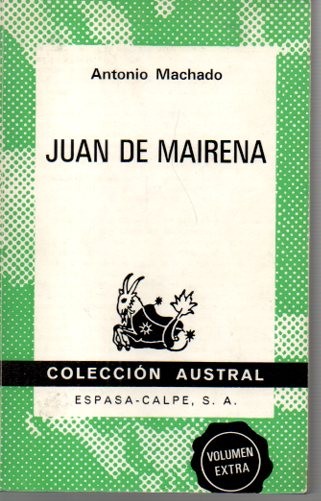 Antonio Machado
JUAN DE MAIRENA
COLECCIÓN AUSTRAL
ESPASA-CALPE, S. A.
VOLUMEN
EXTRA